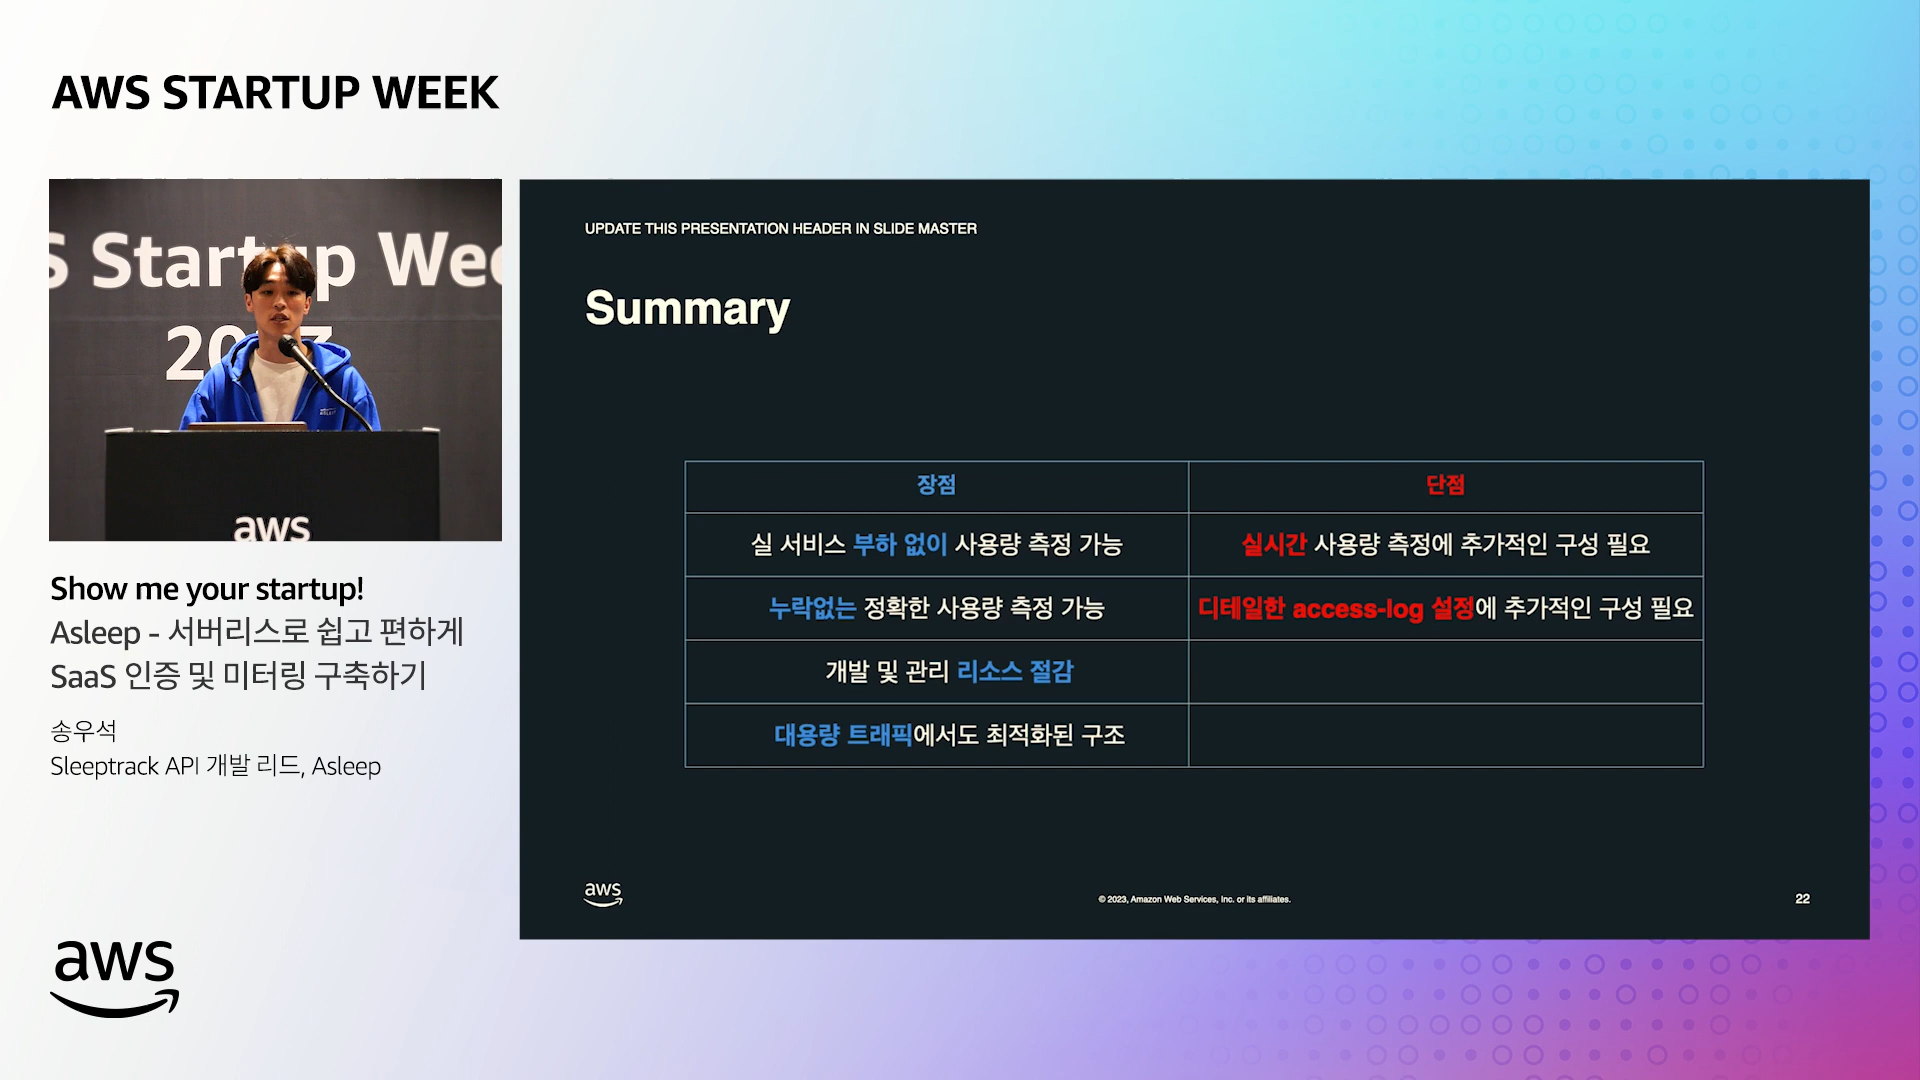 AWS STARTUP WEEK
S Startup Wee
2023
aws
Show me your startup!
Asleep - 서버리스로 쉽고 편하게
SaaS 인증 및 미터링 구축하기
송우석
Sleeptrack API 개발 리드, Asleep
aws
UPDATE THIS PRESENTATION HEADER IN SLIDE MASTER
Summary
장점
단점
실 서비스 부하 없이 사용량 측정 가능
실시간 사용량 측정에 추가적인 구성 필요
누락없는 정확한 사용량 측정 가능
디테일한 access-log 설정에 추가적인 구성 필요
개발 및 관리 리소스 절감
대용량 트래픽에서도 최적화된 구조
aws
© 2023, Amazon Web Services, Inc. or its affiliates.
22